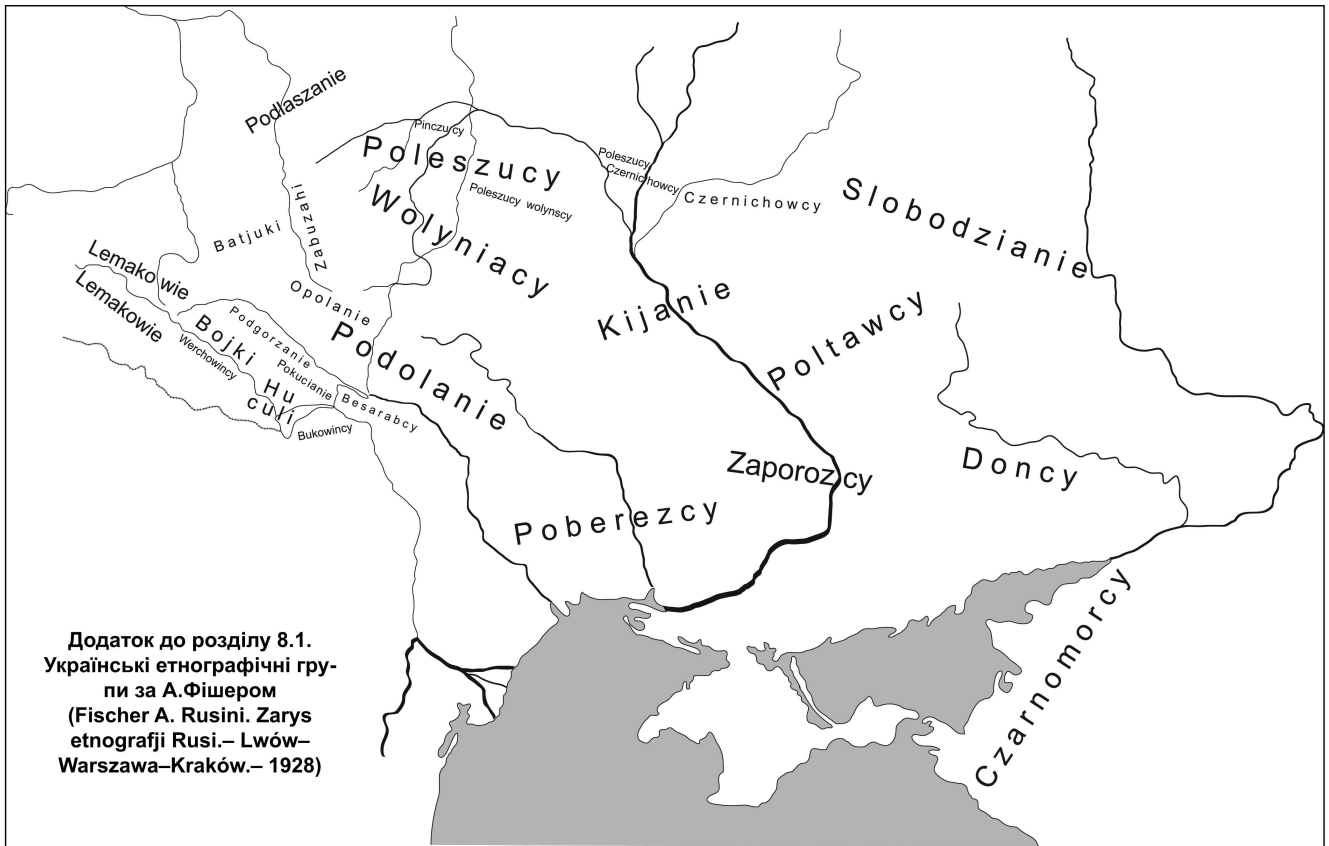 Podlaszanie
Pinczurcy
Poleszucy
Poleszucy
Czernichowcy
Poleszucy wolynscy
Czernichowcy
Slobodzianie
Zabuzahi
Batjuki
Wolyniacy
Lemakowie
Lemakowie
Opolanie
Kijanie
Podgorzanie
Bojki
Werchowincy
Podolanie
Poltawcy
Pokucianie
Hu
culi
Besarabcy
Bukowincy
Zaporozcy
Doncy
Poberezcy
Czarnomorcy
Додаток до розділу 8.1.
Українські етнографічні гру-
пи за А.Фішером
(Fischer A. Rusini. Zarys
etnografji Rusi.– Lwów–
Warszawa–Kraków.– 1928)